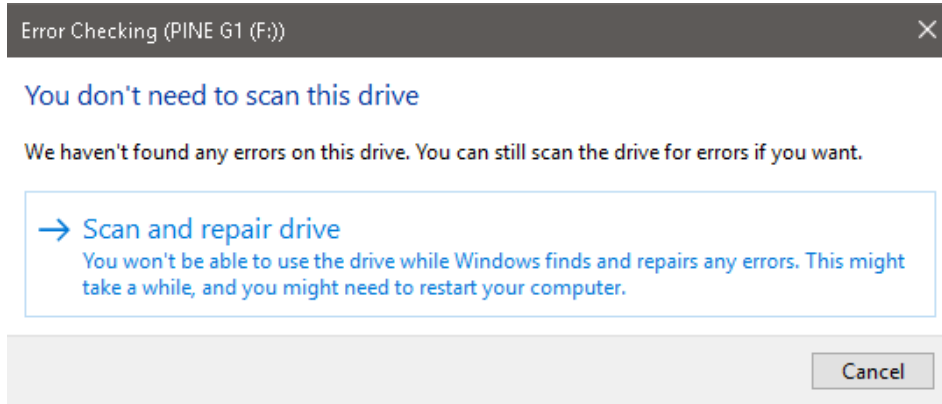 Error Checking (PINE G1 (F:))
You don't need to scan this drive
We haven't found any errors on this drive. You can still scan the drive for errors if you want.
Scan and repair drive
You won't be able to use the drive while Windows finds and repairs any errors. This might
take a while, and you might need to restart your computer.
Cancel